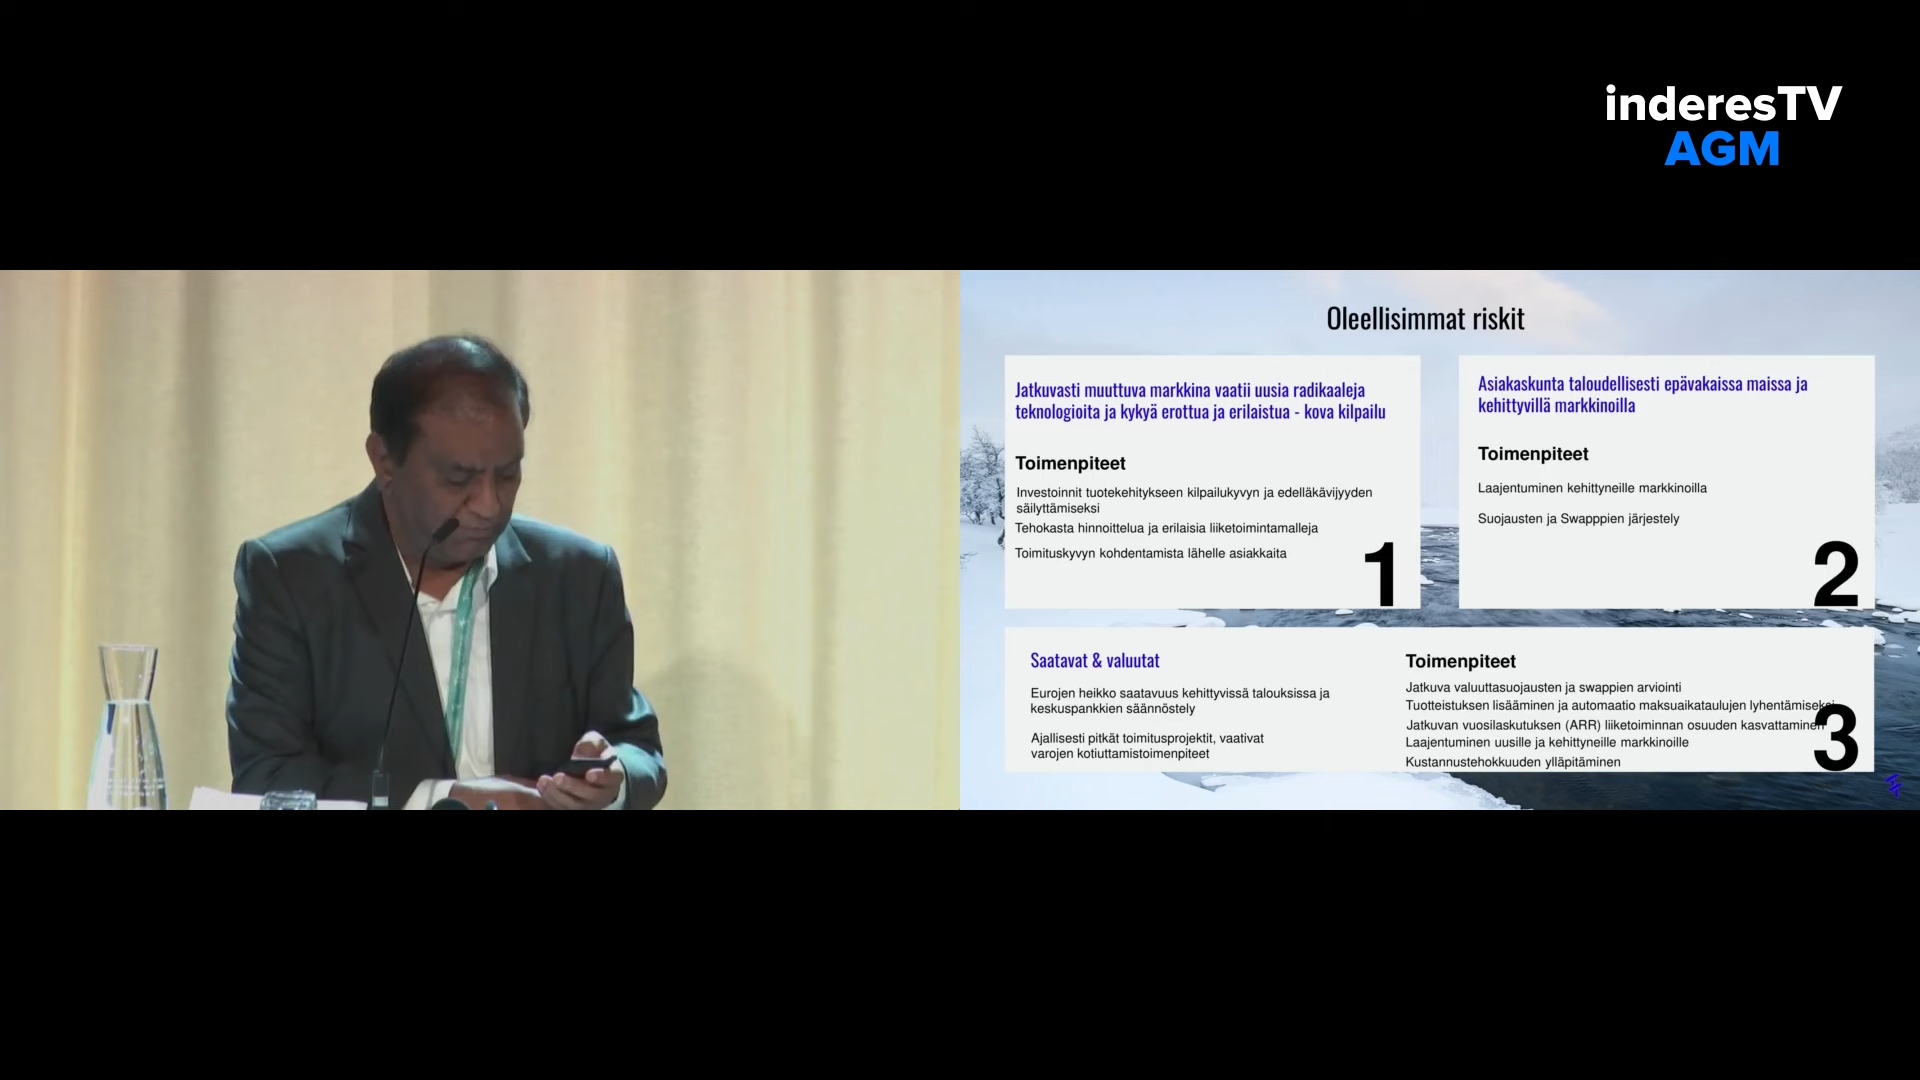 inderesTV
AGM
Oleellisimmat riskit
Jatkuvasti muuttuva markkina vaatii uusia radikaaleja
teknologioita ja kykyä erottua ja erilaistua - kova kilpailu
Toimenpiteet
Investoinnit tuotekehitykseen kilpailukyvyn ja edelläkävijyyden
säilyttämiseksi
Tehokasta hinnoittelua ja erilaisia liiketoimintamalleja
Toimituskyvyn kohdentamista lähelle asiakkaita
1
Asiakaskunta taloudellisesti epävakaissa maissa ja
kehittyvillä markkinoilla
Toimenpiteet
Laajentuminen kehittyneille markkinoilla
Suojausten ja Swapppien järjestely
2
Saatavat & valuutat
Eurojen heikko saatavuus kehittyvissä talouksissa ja
keskuspankkien säännöstely
Ajallisesti pitkät toimitusprojektit, vaativat
varojen kotiuttamistoimenpiteet
Toimenpiteet
Jatkuva valuuttasuojausten ja swappien arviointi
Tuotteistuksen lisääminen ja automaatio maksuaikataulujen lyhentämiseksi
Jatkuvan vuosilaskutuksen (ARR) liiketoiminnan osuuden kasvattaminen
Laajentuminen uusille ja kehittyneille markkinoille
Kustannustehokkuuden ylläpitäminen
3